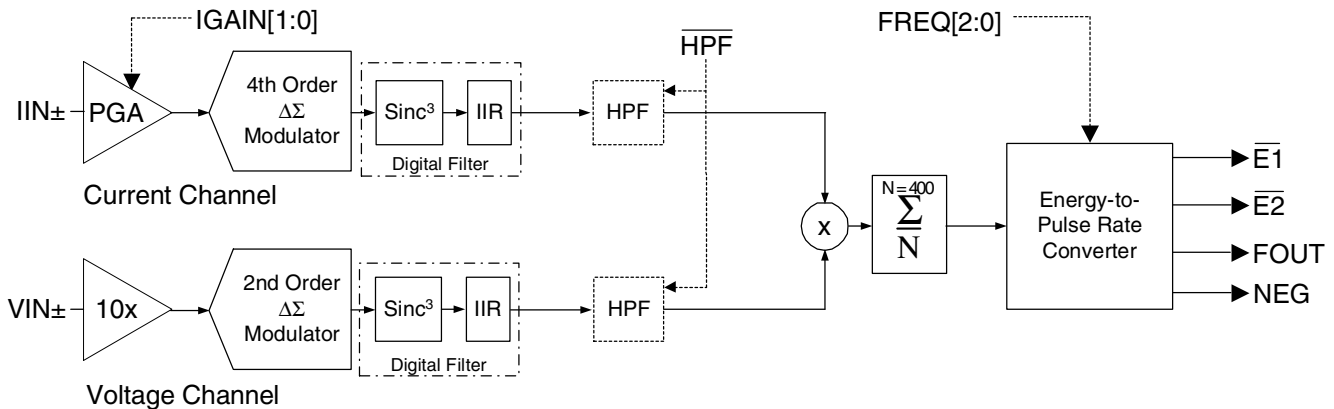 IGAIN[1:0]
HPF
FREQ[2:0]
IIN±
PGA
4th Order
ΔΣ
Modulator
Sinc³
IIR
Digital Filter
HPF
Current Channel
x
N=400
Σ
N
Energy-to-
Pulse Rate
Converter
E1
E2
FOUT
NEG
VIN±
10x
2nd Order
ΔΣ
Modulator
Sinc³
IIR
Digital Filter
HPF
Voltage Channel